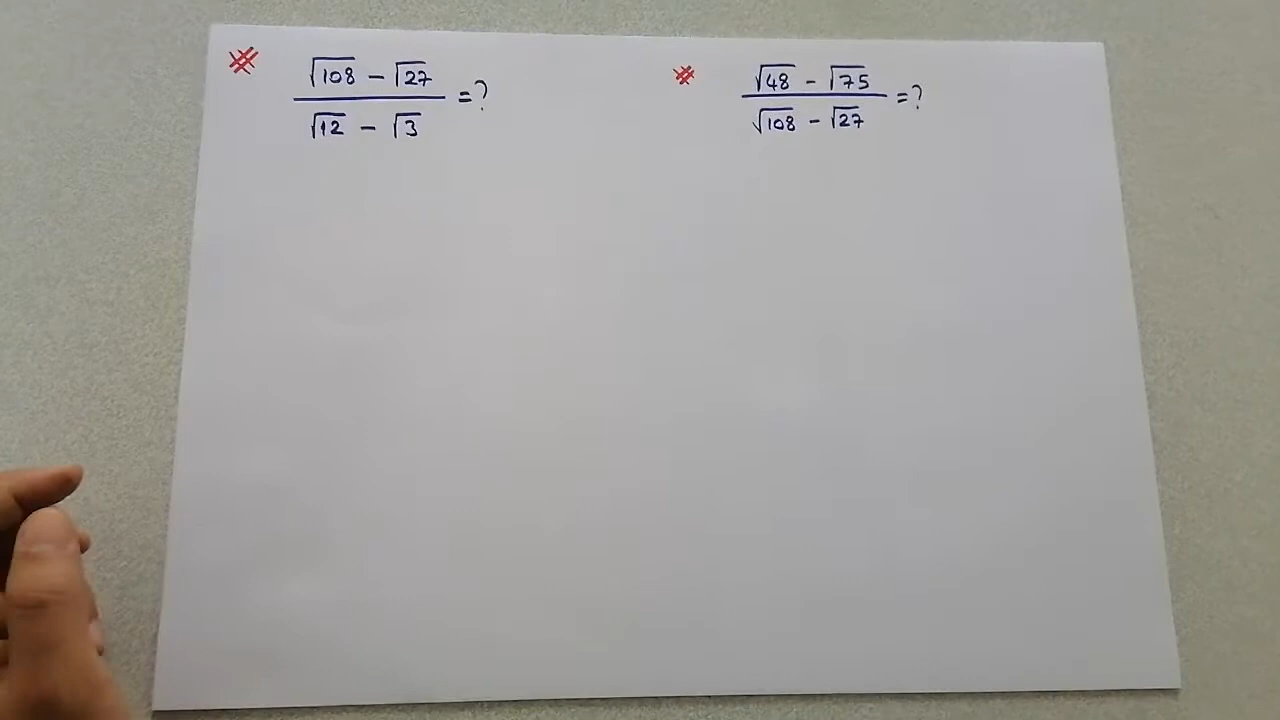 ※ √108 - √27 / √12 - √3 = ?
※ √48 - √75 / √108 - √27 = ?